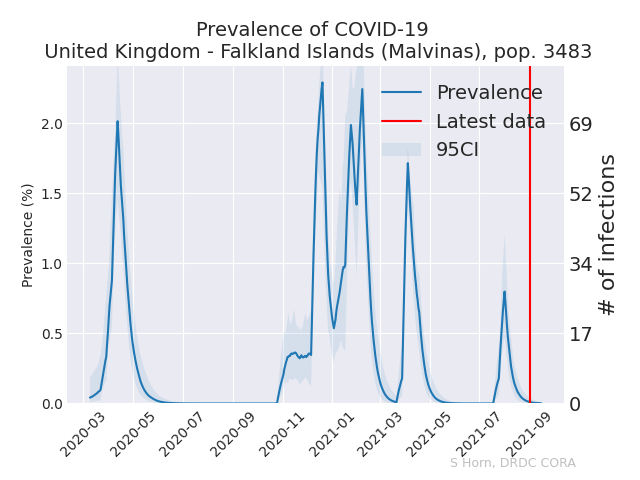 Prevalence of COVID-19
United Kingdom - Falkland Islands (Malvinas), pop. 3483
Prevalence
Latest data
95CI
Prevalence (%)
2.0
1.5
1.0
0.5
0.0
# of infections
69
52
34
17
0
2020-03
2020-05
2020-07
2020-09
2020-11
2021-01
2021-03
2021-05
2021-07
2021-09
S Horn, DRDC CORA